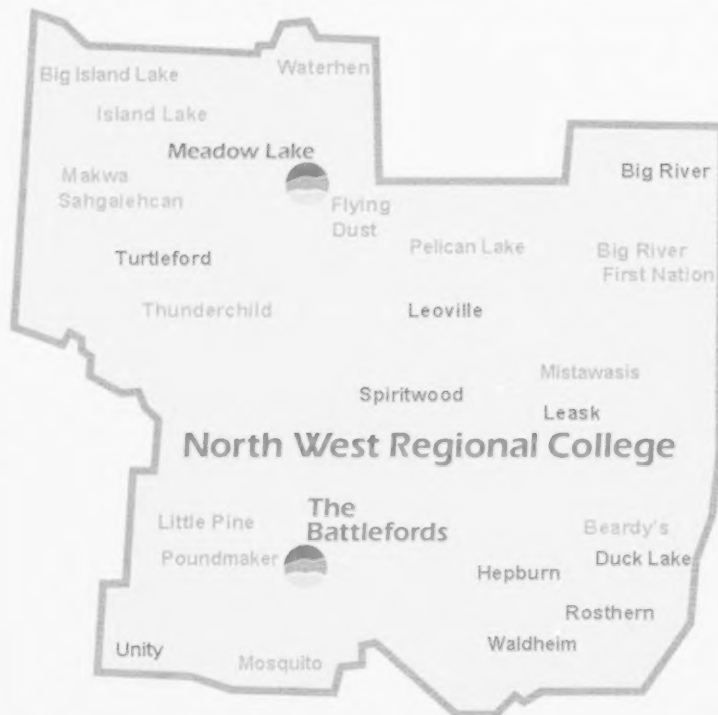 Waterhen
Big Island Lake
Island Lake
Meadow Lake
Big River
Makwa
Sahgalehcan
Flying
Dust
Pelican Lake
Big River
First Nation
Turtleford
Thunderchild
Leoville
Mistawasis
Spiritwood
Leask
North West Regional College
The
Battlefords
Little Pine
Beardy's
Poundmaker
Duck Lake
Hepburn
Rosthern
Unity
Waldheim
Mosquito